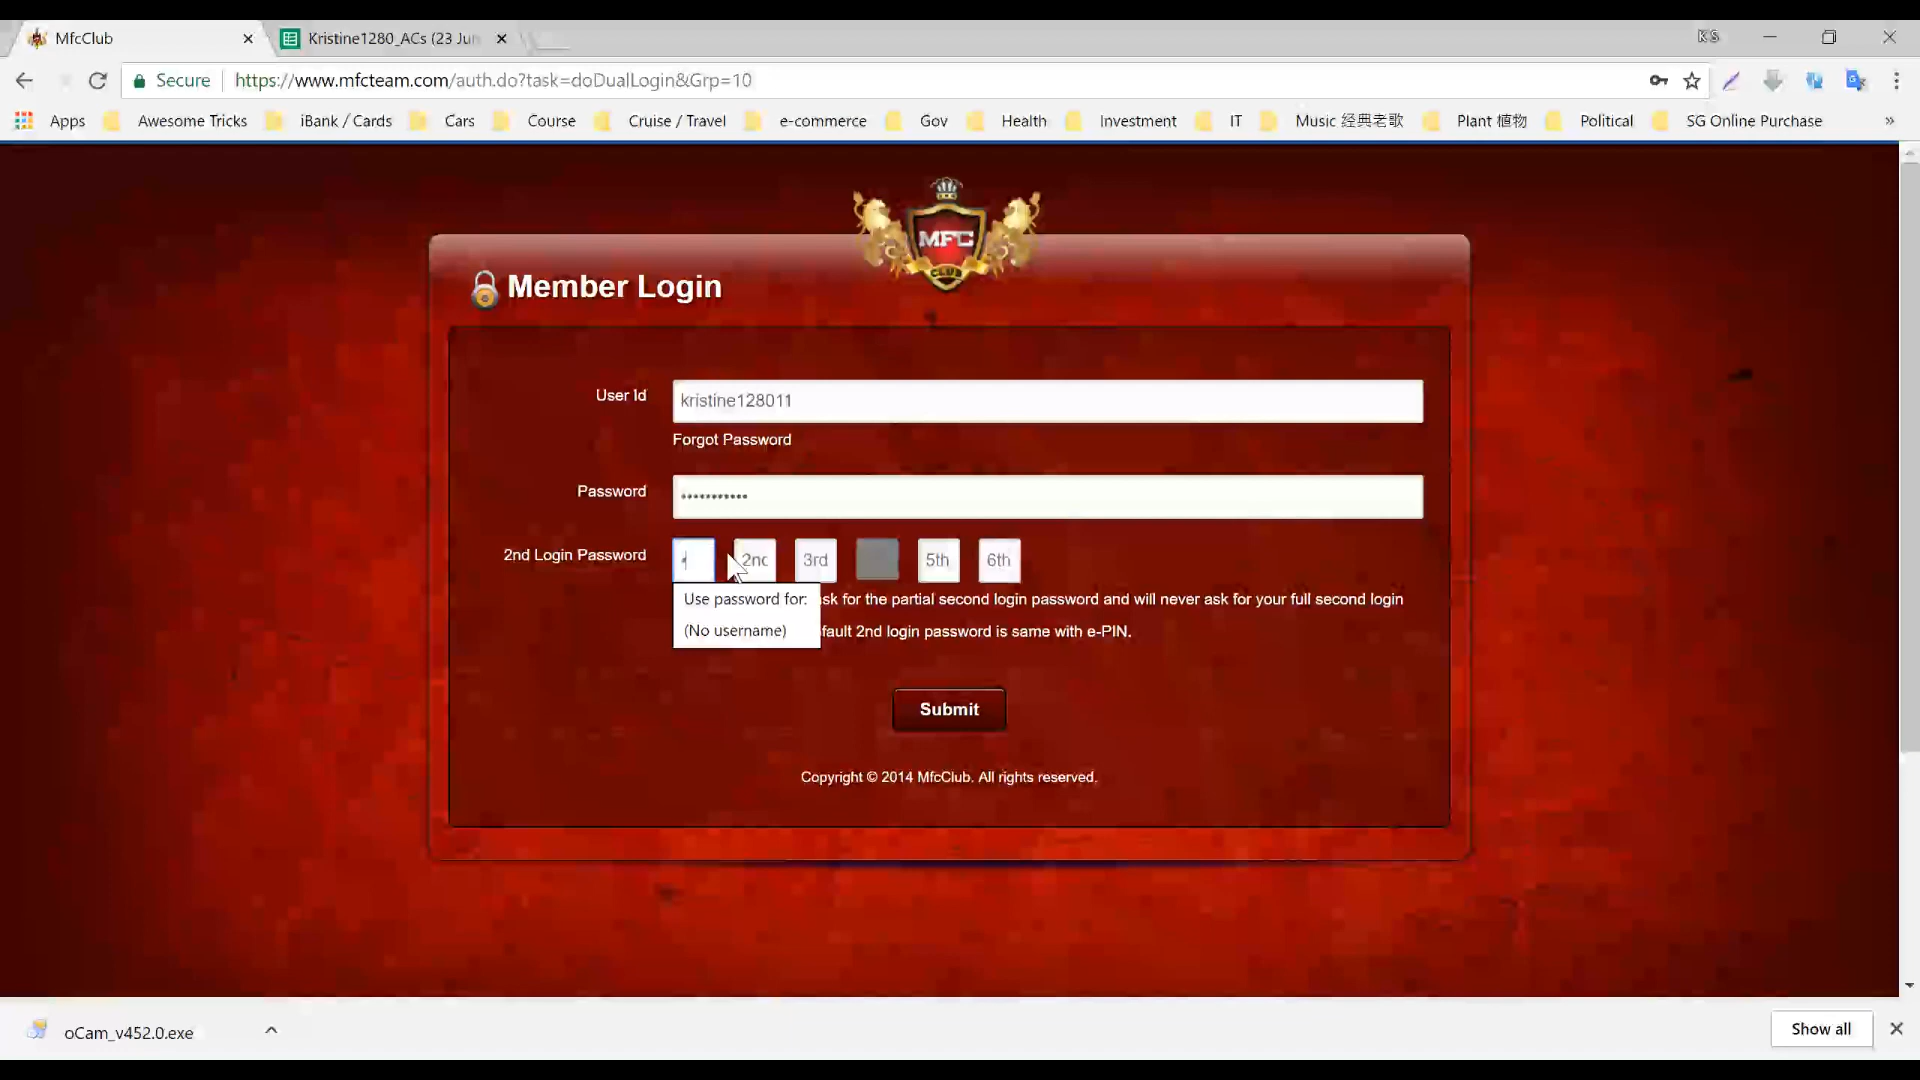 MfcClub
Kristine1280_ACs (23 Jun
KS
Secure
https://www.mfcteam.com/auth.do?task=doDualLogin&Grp=10
Apps
Awesome Tricks
iBank / Cards
Cars
Course
Cruise / Travel
e-commerce
Gov
Health
Investment
IT
Music 经典老歌
Plant 植物
Political
SG Online Purchase
»
MFC
CLUB
Member Login
User Id
kristine128011
Forgot Password
Password
•••••••••••
2nd Login Password
2nd
3rd
5th
6th
Use password for:
(No username)
sk for the partial second login password and will never ask for your full second login
fault 2nd login password is same with e-PIN.
Submit
Copyright © 2014 MfcClub. All rights reserved.
oCam_v452.0.exe
Show all